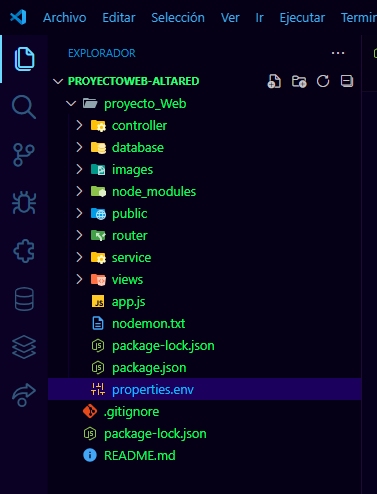 Archivo Editar Selección Ver Ir Ejecutar Termin
EXPLORADOR
PROYECTOWEB-ALTARED
proyecto_Web
controller
database
images
node_modules
public
router
service
views
JS app.js
nodemon.txt
package-lock.json
package.json
properties.env
.gitignore
package-lock.json
README.md